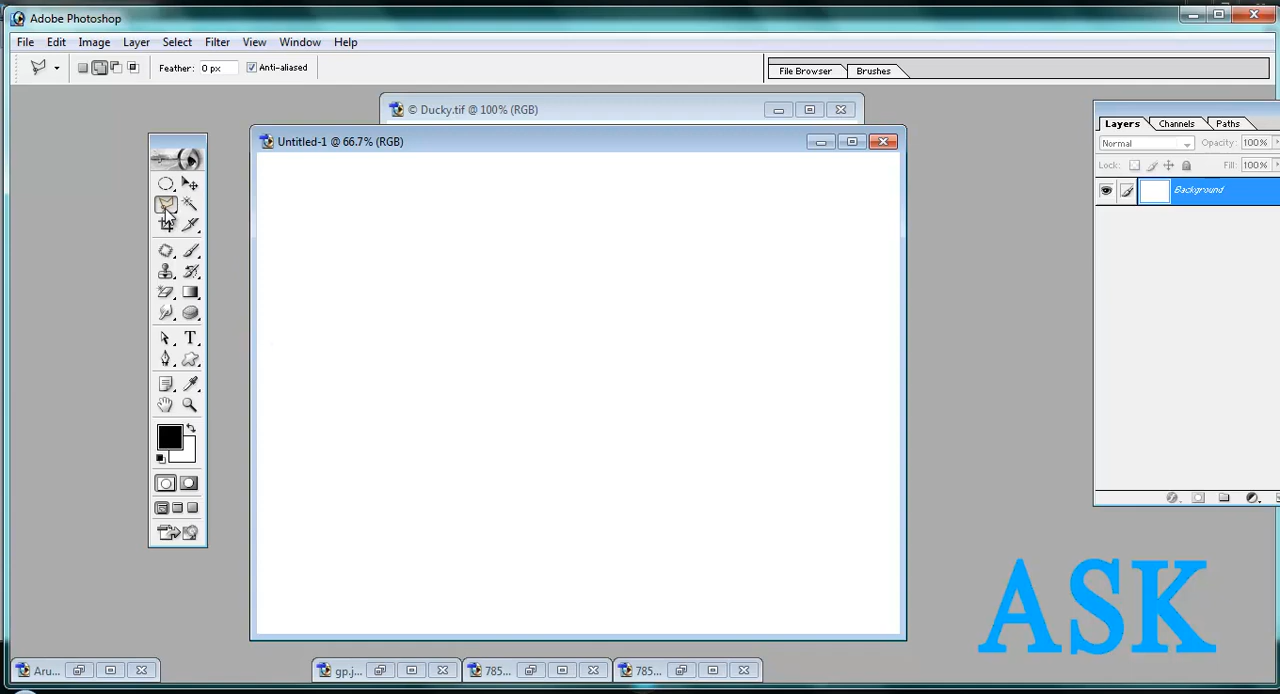 Adobe Photoshop
File Edit Image Layer Select Filter View Window Help
Feather: 0 px Anti-aliased
File Browser Brushes
© Ducky.tif @ 100% (RGB)
Untitled-1 @ 66.7% (RGB)
Layers Channels Paths
Normal Opacity: 100%
Lock: Fill: 100%
Background
T
ASK
Aru...
gp.j...
785...
785...